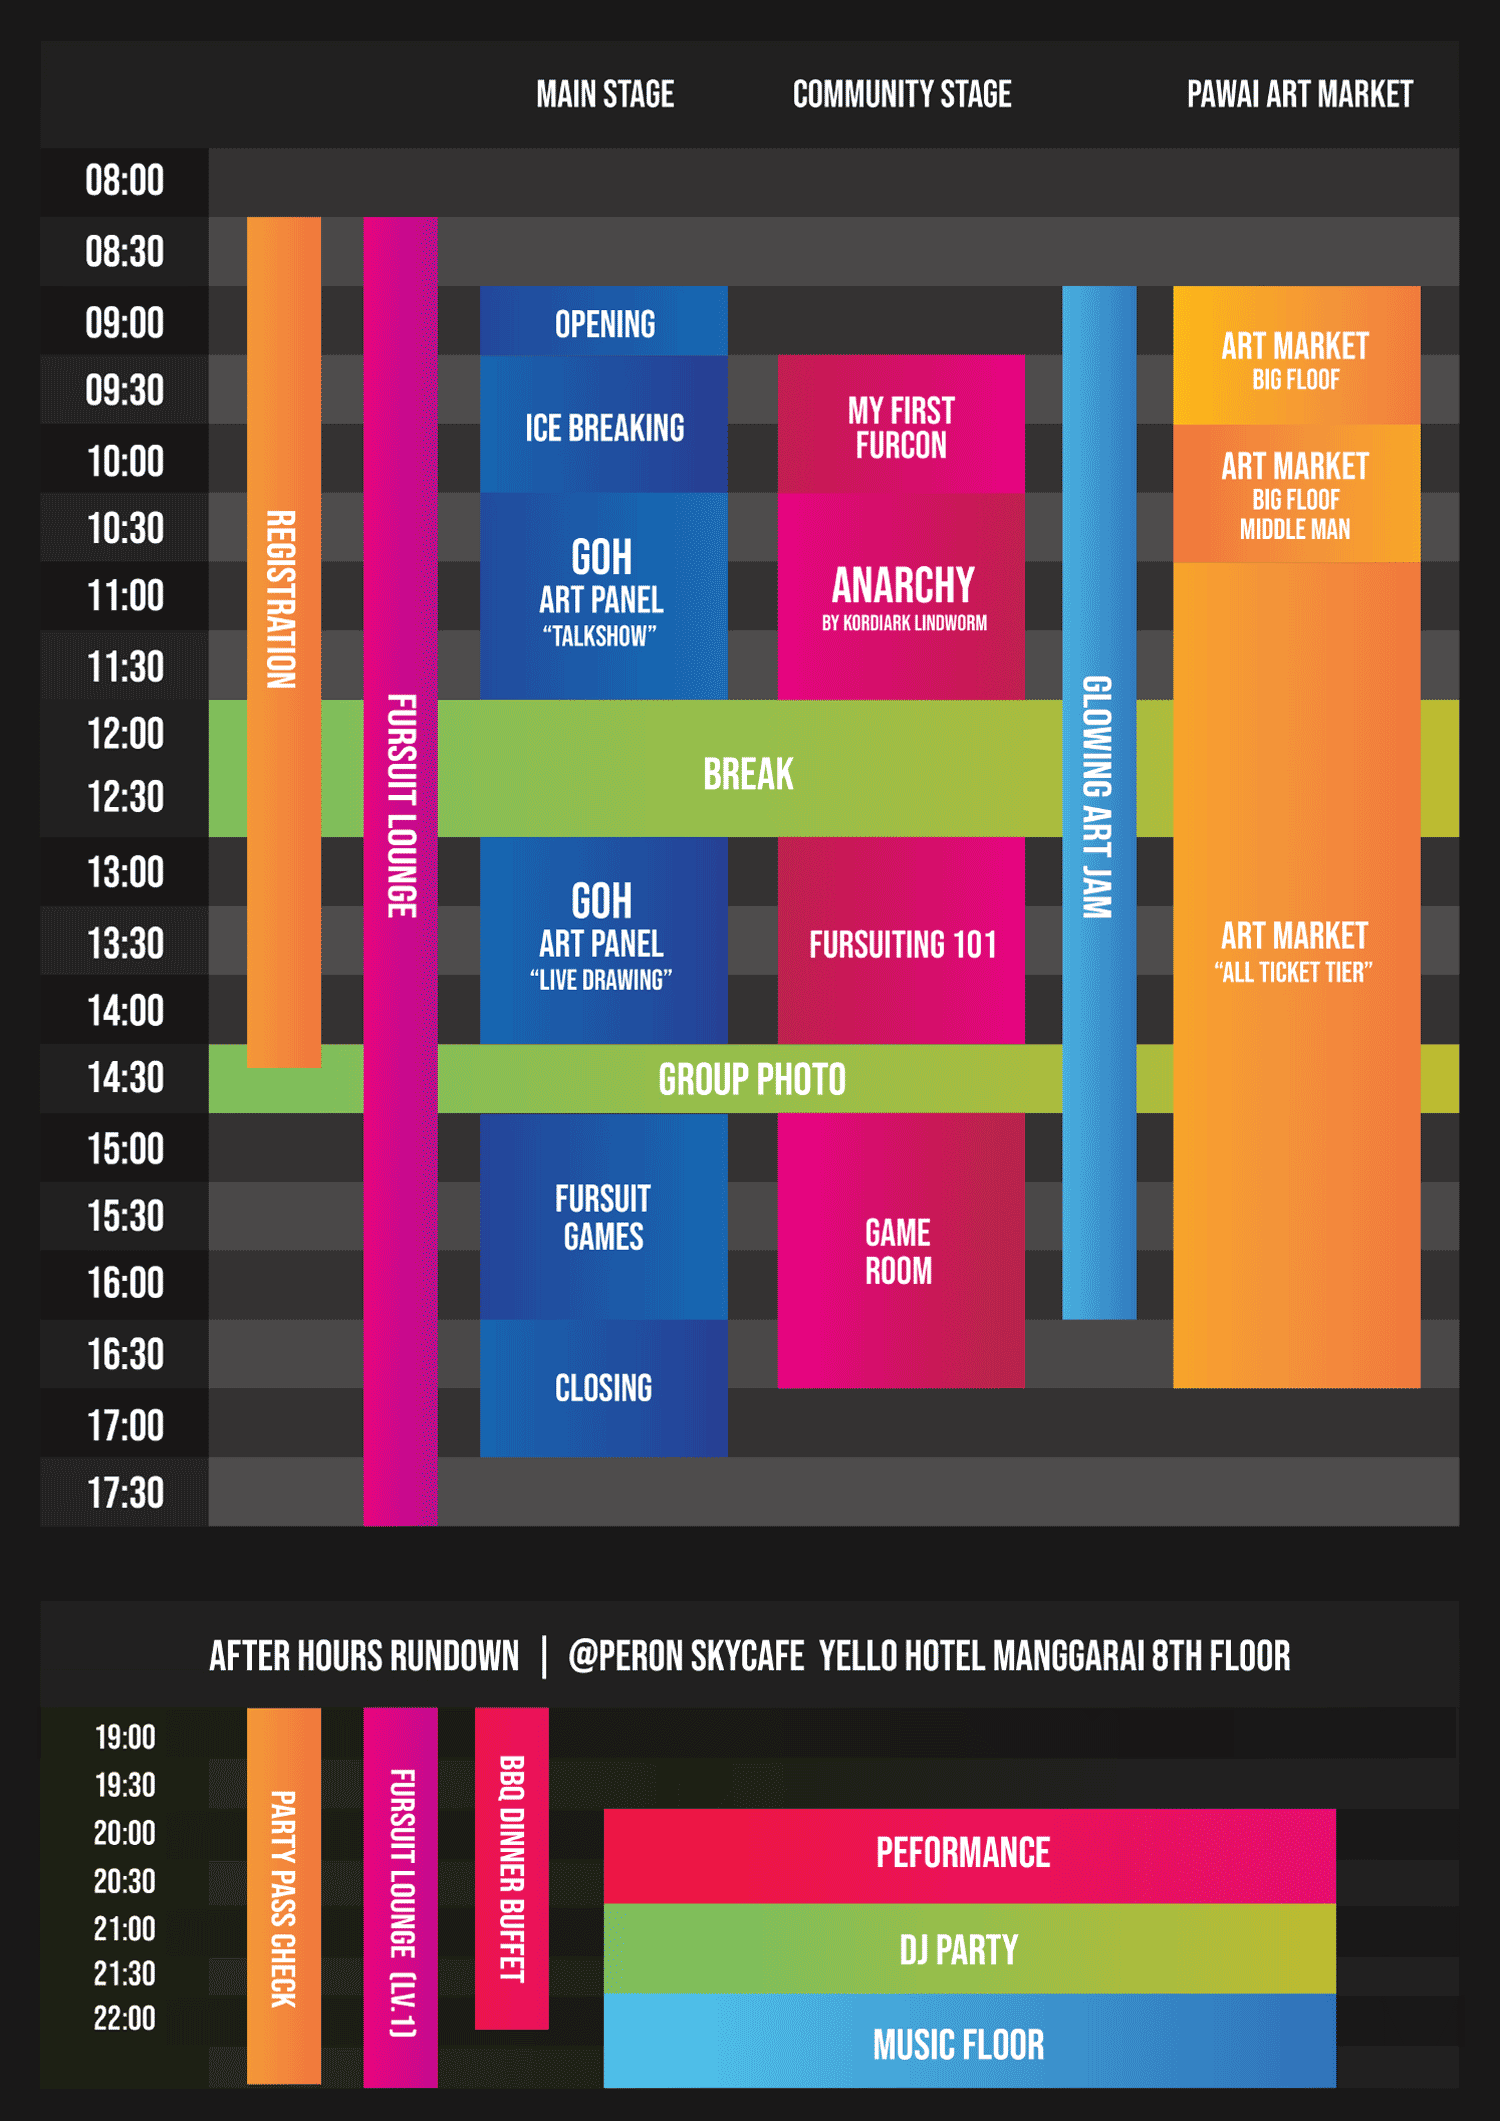 MAIN STAGE
COMMUNITY STAGE
PAWAI ART MARKET
08:00
08:30
09:00
09:30
10:00
10:30
11:00
11:30
12:00
12:30
13:00
13:30
14:00
14:30
15:00
15:30
16:00
16:30
17:00
17:30
REGISTRATION
FURSUIT LOUNGE
OPENING
ICE BREAKING
GOH
ART PANEL
“TALKSHOW”
BREAK
GOH
ART PANEL
“LIVE DRAWING”
GROUP PHOTO
FURSUIT
GAMES
CLOSING
MY FIRST
FURCON
ANARCHY
BY KORDIARK LINDWORM
FURSUITING 101
GAME
ROOM
GLOWING ART JAM
ART MARKET
BIG FLOOF
ART MARKET
BIG FLOOF
MIDDLE MAN
ART MARKET
“ALL TICKET TIER”
AFTER HOURS RUNDOWN | @PERON SKYCAFE YELLO HOTEL MANGGARAI 8TH FLOOR
19:00
19:30
20:00
20:30
21:00
21:30
22:00
PARTY PASS CHECK
FURSUIT LOUNGE (LV.1)
BBQ DINNER BUFFET
PEFORMANCE
DJ PARTY
MUSIC FLOOR